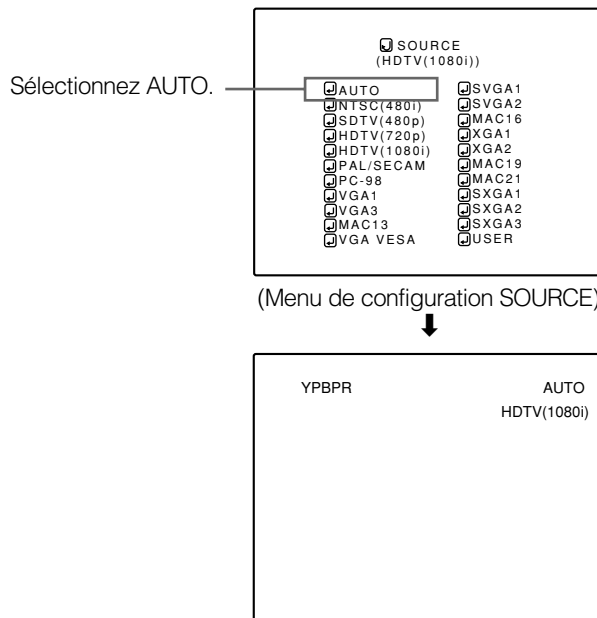 SOURCE
(HDTV(1080i))
Sélectionnez AUTO.
AUTO
NTSC(480i)
SDTV(480p)
HDTV(720p)
HDTV(1080i)
PAL/SECAM
PC-98
VGA1
VGA3
MAC13
VGA VESA
SVGA1
SVGA2
MAC16
XGA1
XGA2
MAC19
MAC21
SXGA1
SXGA2
SXGA3
USER
(Menu de configuration SOURCE)
YPBPR AUTO
HDTV(1080i)